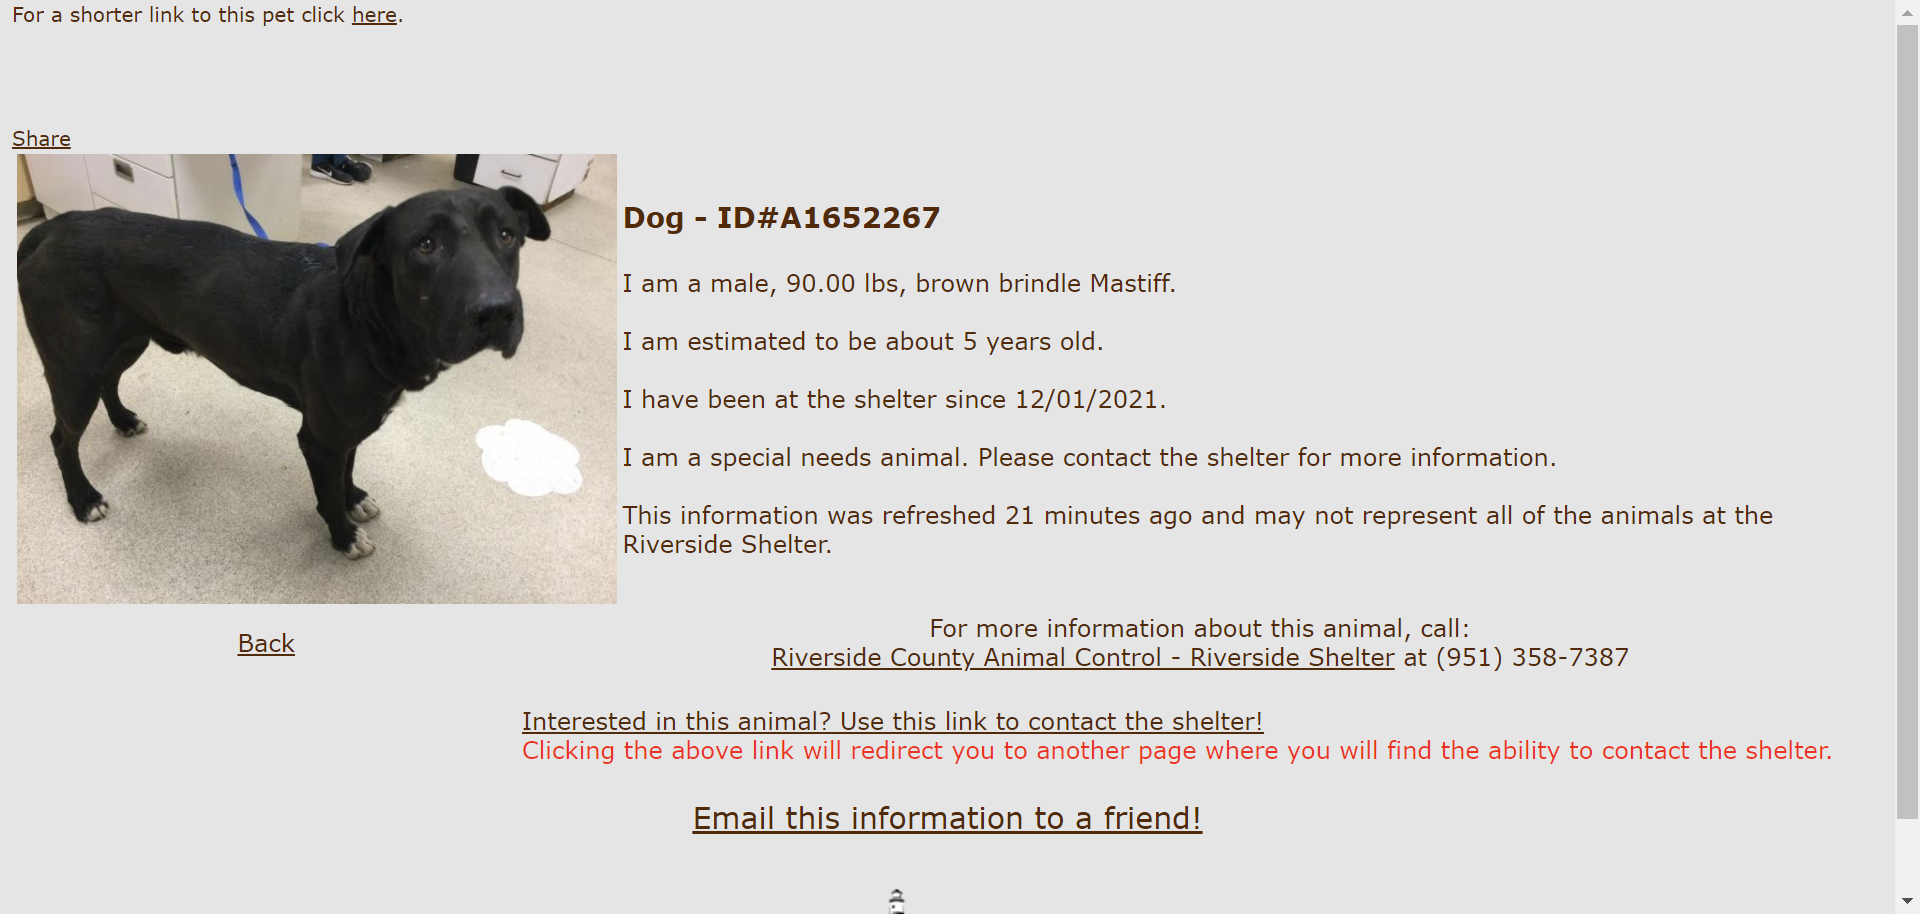 For a shorter link to this pet click here.
Share
Dog - ID#A1652267
I am a male, 90.00 lbs, brown brindle Mastiff.
I am estimated to be about 5 years old.
I have been at the shelter since 12/01/2021.
I am a special needs animal. Please contact the shelter for more information.
This information was refreshed 21 minutes ago and may not represent all of the animals at the
Riverside Shelter.
Back
For more information about this animal, call:
Riverside County Animal Control - Riverside Shelter at (951) 358-7387
Interested in this animal? Use this link to contact the shelter!
Clicking the above link will redirect you to another page where you will find the ability to contact the shelter.
Email this information to a friend!